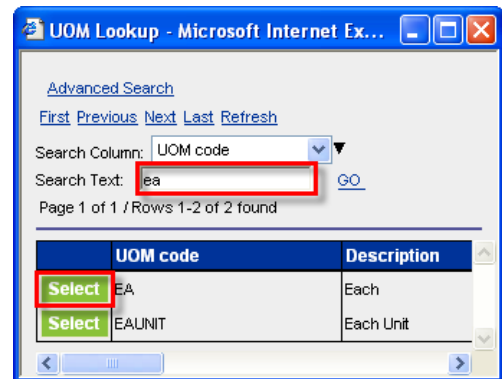 UOM Lookup - Microsoft Internet Ex...
Advanced Search
First Previous Next Last Refresh
Search Column: UOM code
Search Text: ea GO
Page 1 of 1 / Rows 1-2 of 2 found
UOM code Description
Select EA Each
Select EAUNIT Each Unit